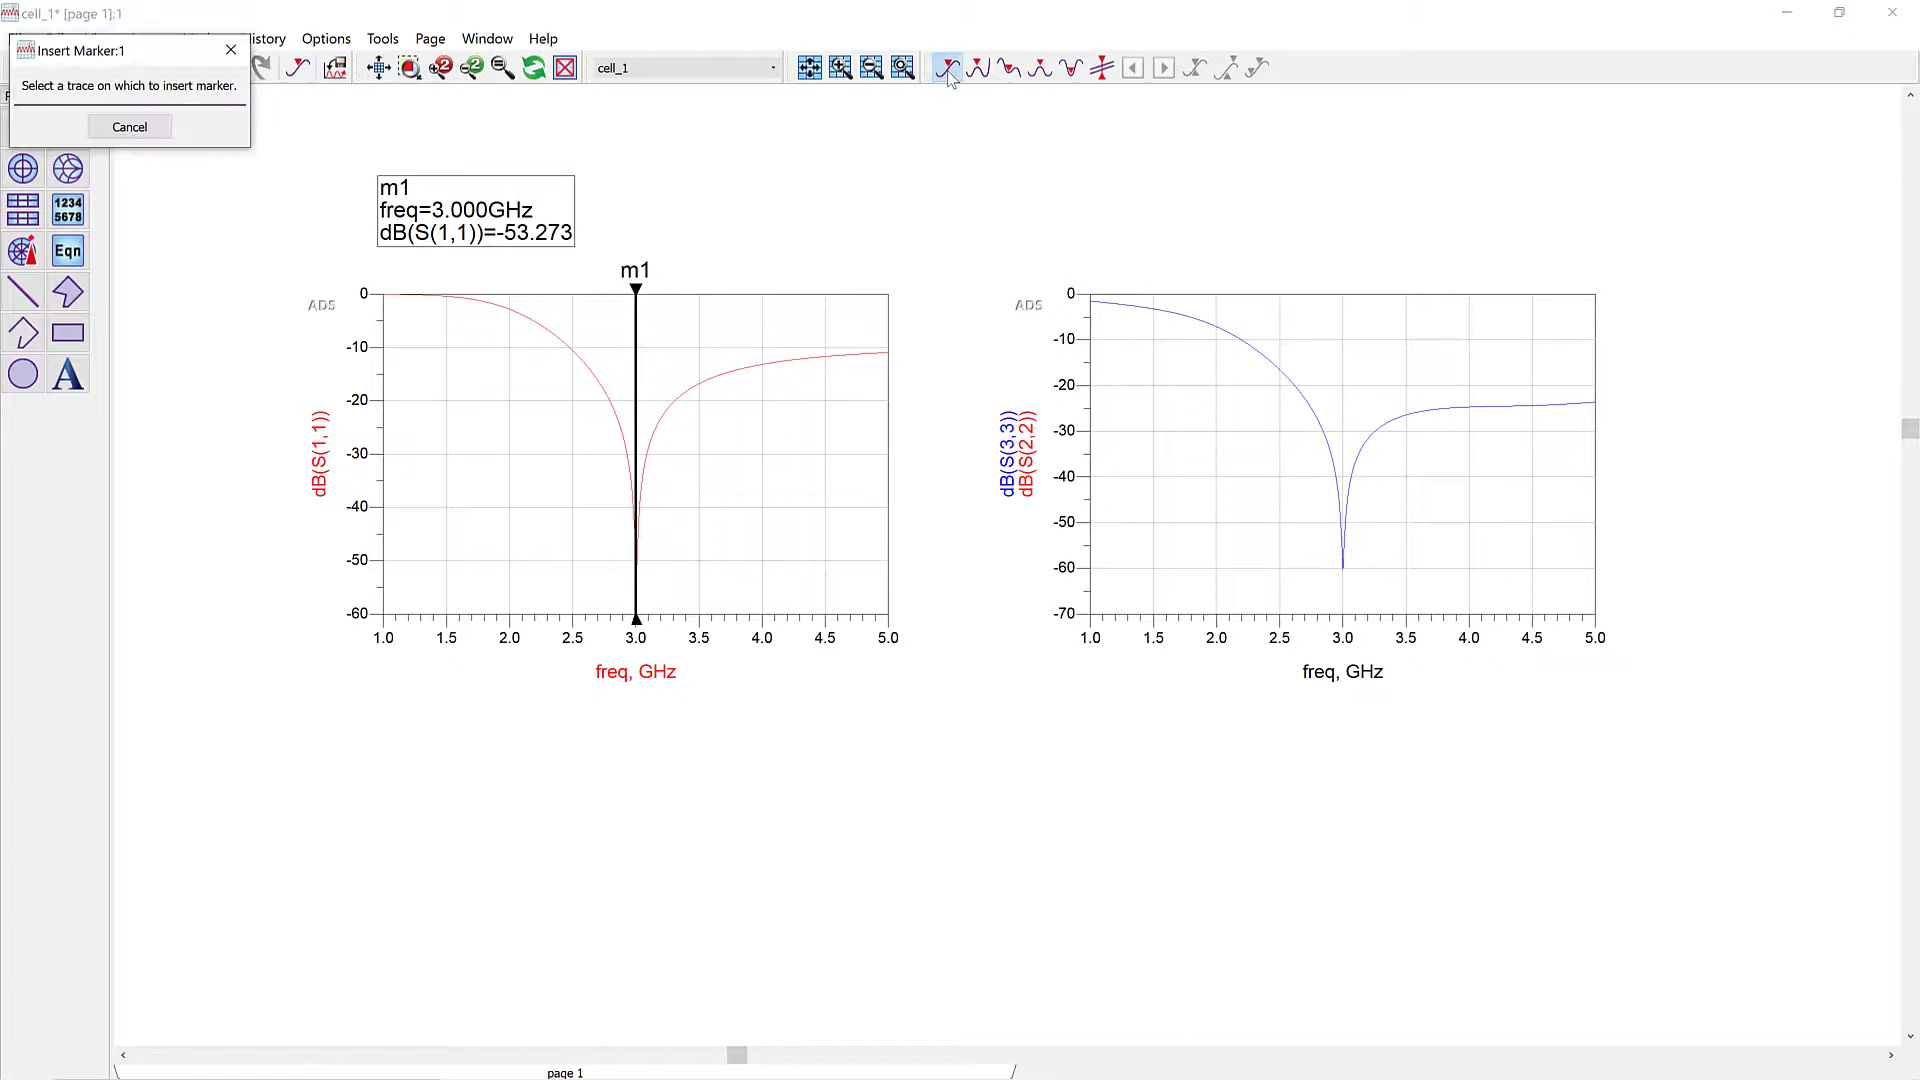 cell_1* [page 1]:1
Insert Marker:1
Select a trace on which to insert marker.
Cancel
Options
Tools
Page
Window
Help
cell_1
1234
5678
Eqn
A
m1
freq=3.000GHz
dB(S(1,1))=-53.273
m1
ADS
0
-10
-20
-30
-40
-50
-60
dB(S(1,1))
1.0 1.5 2.0 2.5 3.0 3.5 4.0 4.5 5.0
freq, GHz
ADS
0
-10
-20
-30
-40
-50
-60
-70
dB(S(3,3))
dB(S(2,2))
1.0 1.5 2.0 2.5 3.0 3.5 4.0 4.5 5.0
freq, GHz
page 1